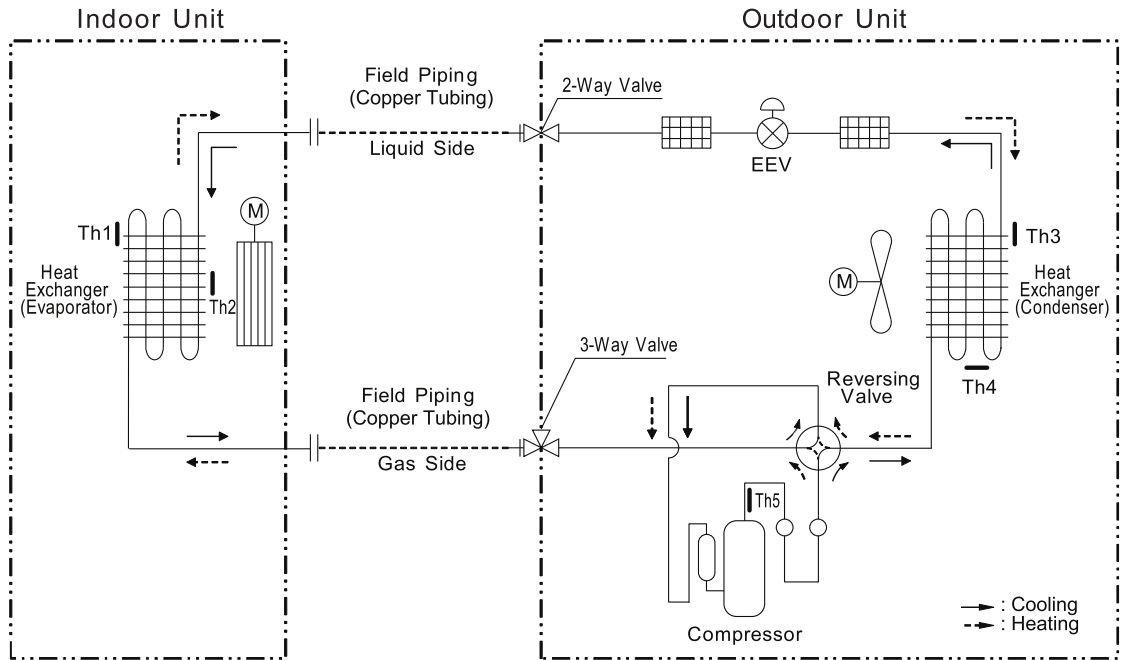 Indoor Unit
Outdoor Unit
Field Piping
(Copper Tubing)
Liquid Side
2-Way Valve
EEV
Th1
M
Heat
Exchanger
(Evaporator)
Th2
M
Th3
Heat
Exchanger
(Condenser)
Th4
3-Way Valve
Reversing
Valve
Field Piping
(Copper Tubing)
Gas Side
Th5
Compressor
: Cooling
: Heating